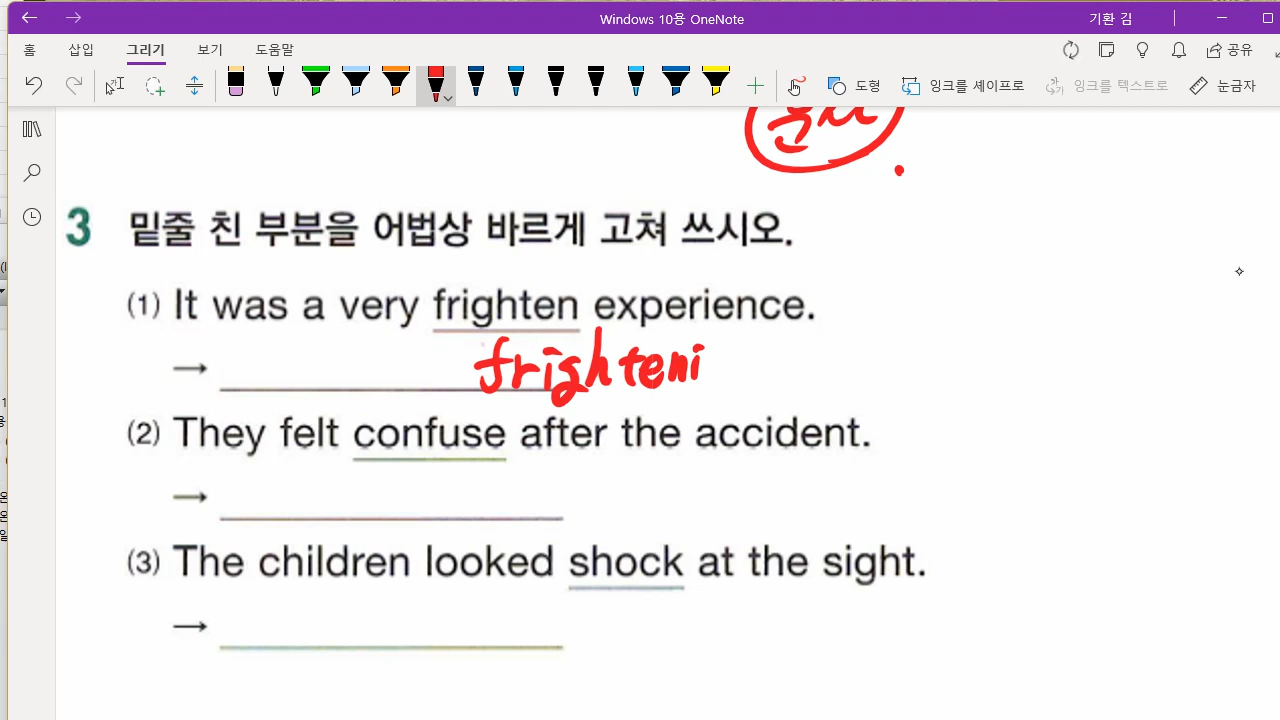 Windows 10용 OneNote
기환 김
홈 삽입 그리기 보기 도움말
공유
도형 잉크를 셰이프로 잉크를 텍스트로 눈금자
3 밑줄 친 부분을 어법상 바르게 고쳐 쓰시오.
(1) It was a very frighten experience.
→ frighteni
(2) They felt confuse after the accident.
→
(3) The children looked shock at the sight.
→